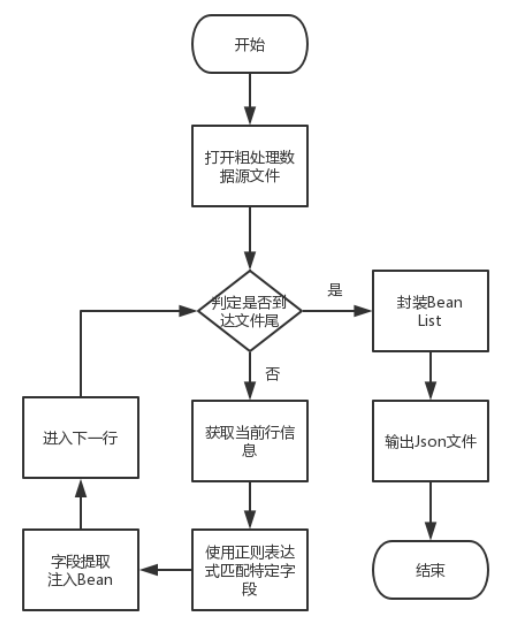 开始
打开粗处理数
据源文件
判定是否到
达文件尾
是
封装Bean
List
否
进入下一行
获取当前行信
息
输出Json文件
字段提取
注入Bean
使用正则表达
式匹配特定字
段
结束